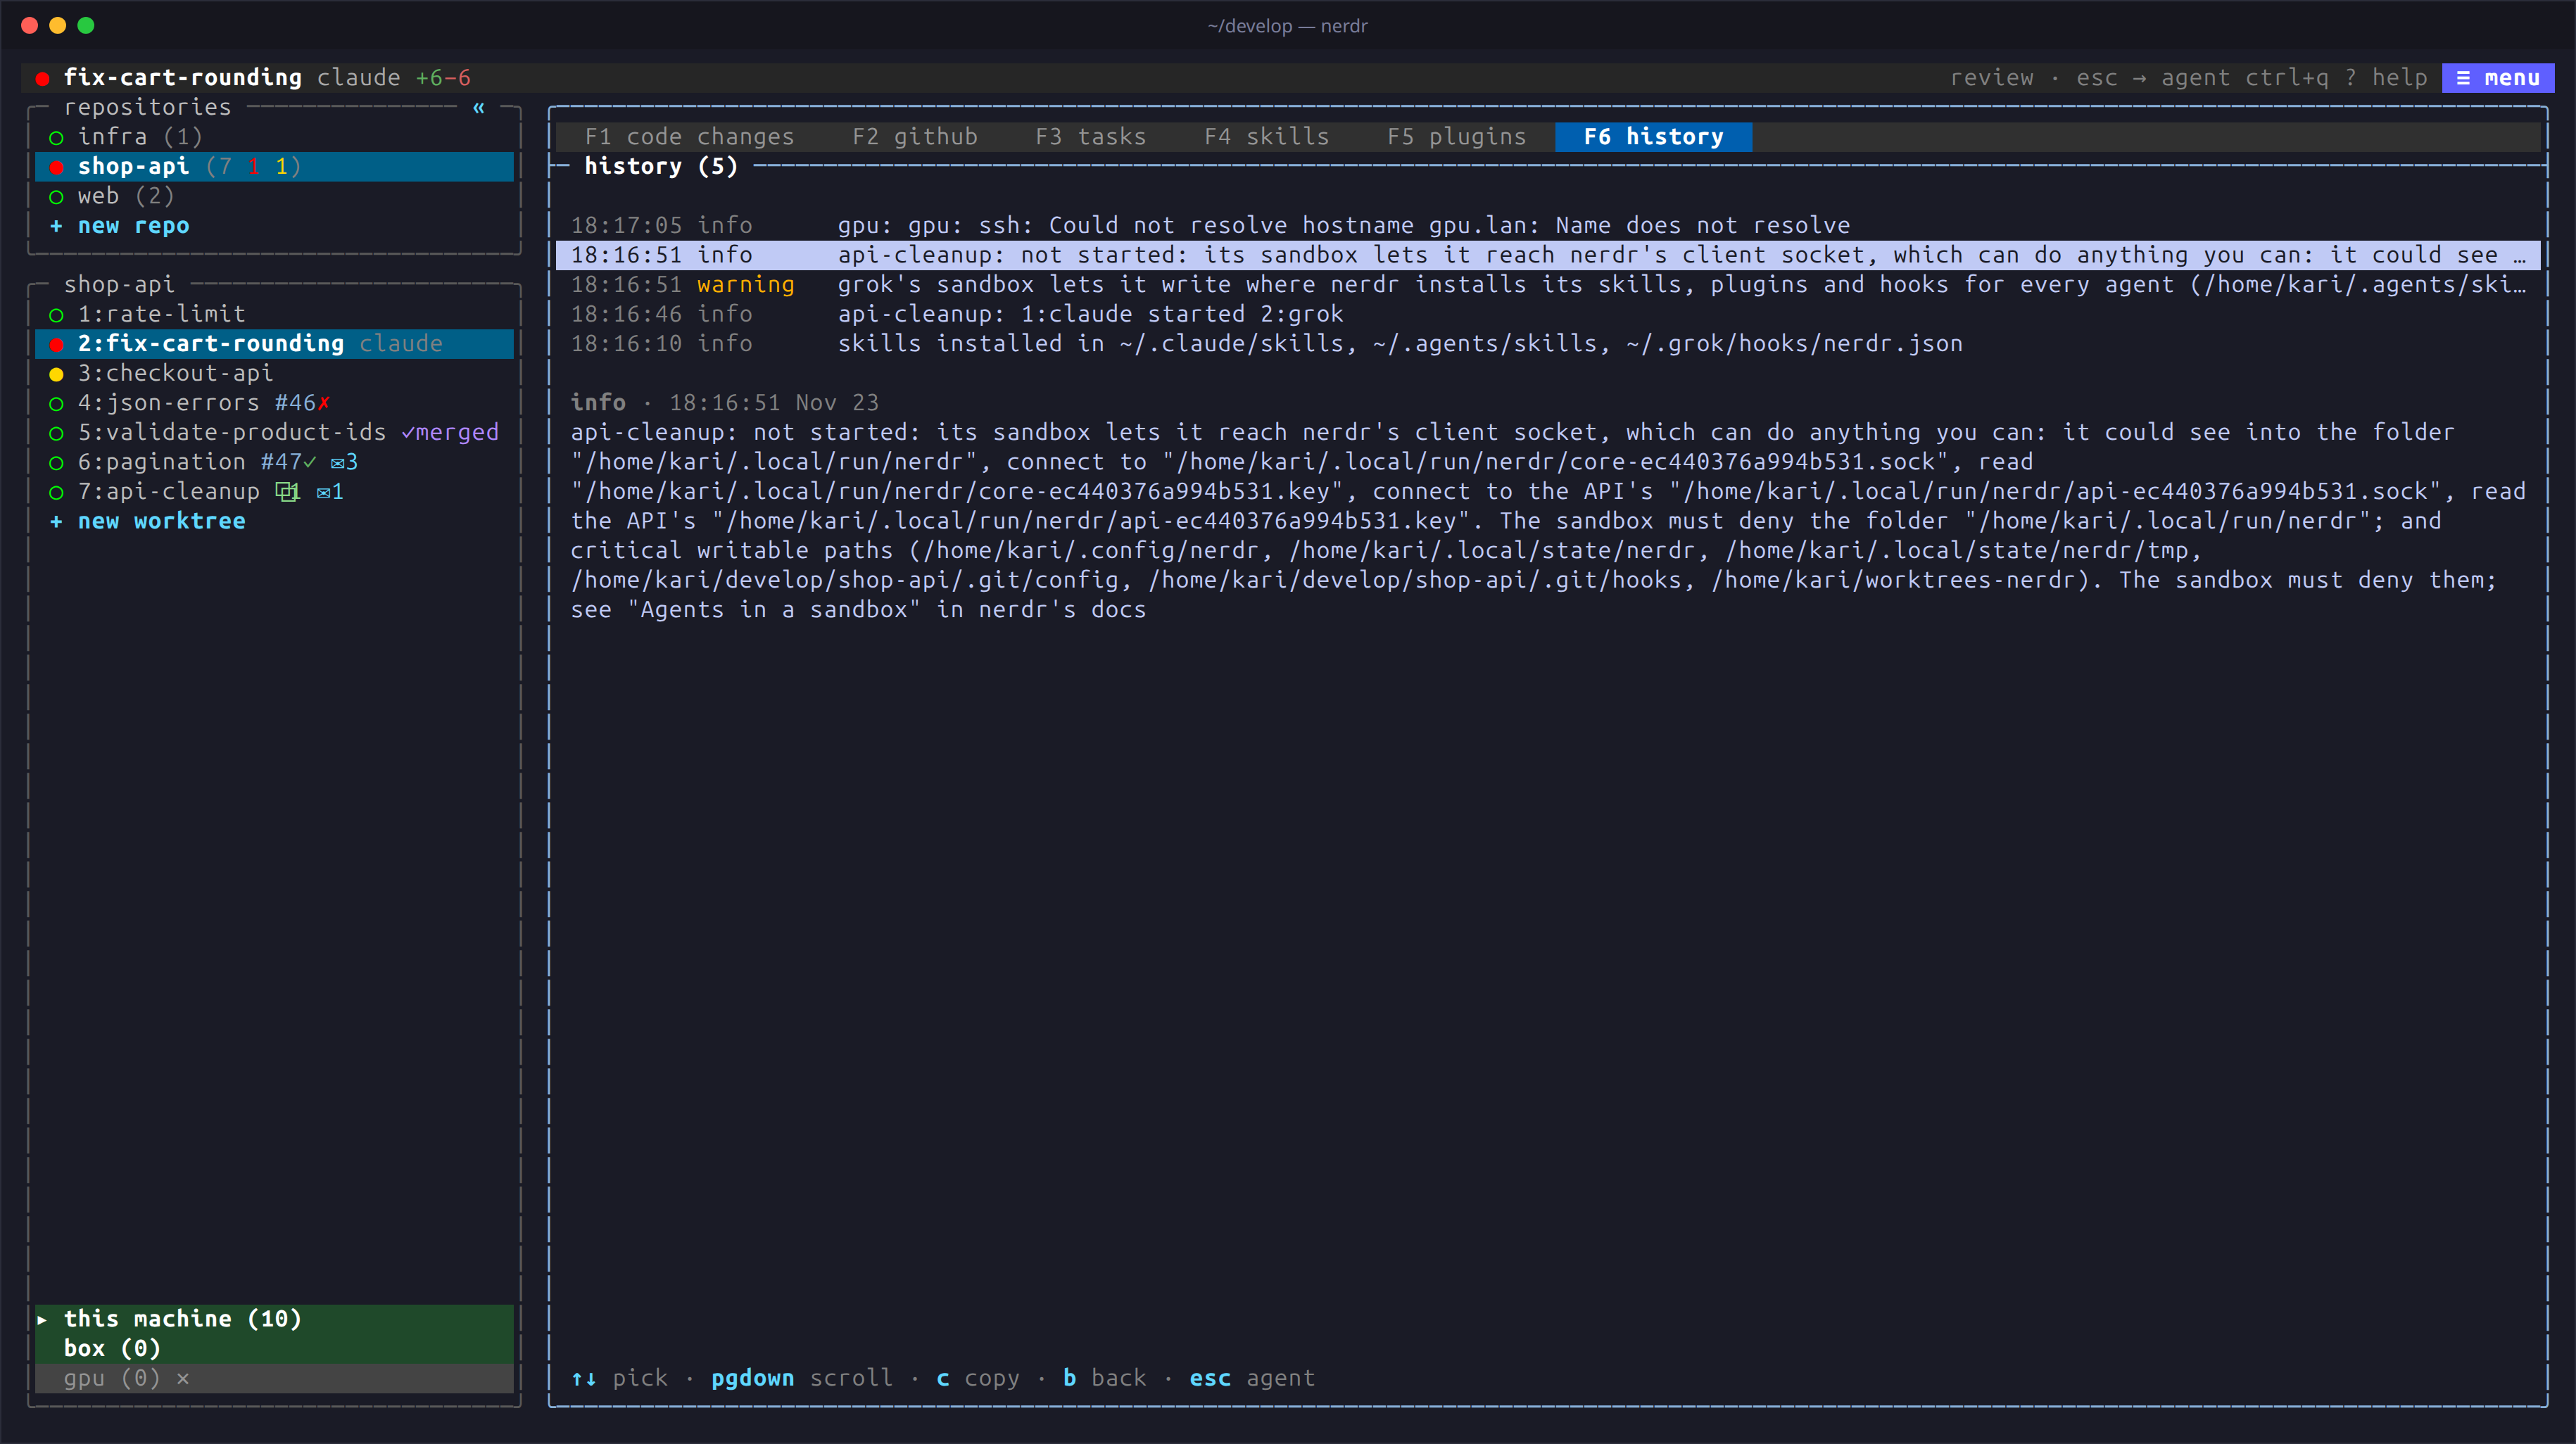 ~/develop — nerdr
● fix-cart-rounding claude +6-6 review · esc → agent ctrl+q ? help ≡ menu
repositories «
○ infra (1)
● shop-api (7 1 1)
○ web (2)
+ new repo
shop-api
○ 1:rate-limit
● 2:fix-cart-rounding claude
● 3:checkout-api
○ 4:json-errors #46✗
○ 5:validate-product-ids ✓merged
○ 6:pagination #47✓ ✉3
○ 7:api-cleanup ⧉1 ✉1
+ new worktree
▸ this machine (10)
box (0)
gpu (0) ×
F1 code changes F2 github F3 tasks F4 skills F5 plugins F6 history
history (5)
18:17:05 info gpu: gpu: ssh: Could not resolve hostname gpu.lan: Name does not resolve
18:16:51 info api-cleanup: not started: its sandbox lets it reach nerdr's client socket, which can do anything you can: it could see …
18:16:51 warning grok's sandbox lets it write where nerdr installs its skills, plugins and hooks for every agent (/home/kari/.agents/ski…
18:16:46 info api-cleanup: 1:claude started 2:grok
18:16:10 info skills installed in ~/.claude/skills, ~/.agents/skills, ~/.grok/hooks/nerdr.json
info · 18:16:51 Nov 23
api-cleanup: not started: its sandbox lets it reach nerdr's client socket, which can do anything you can: it could see into the folder
"/home/kari/.local/run/nerdr", connect to "/home/kari/.local/run/nerdr/core-ec440376a994b531.sock", read
"/home/kari/.local/run/nerdr/core-ec440376a994b531.key", connect to the API's "/home/kari/.local/run/nerdr/api-ec440376a994b531.sock", read
the API's "/home/kari/.local/run/nerdr/api-ec440376a994b531.key". The sandbox must deny the folder "/home/kari/.local/run/nerdr"; and
critical writable paths (/home/kari/.config/nerdr, /home/kari/.local/state/nerdr, /home/kari/.local/state/nerdr/tmp,
/home/kari/develop/shop-api/.git/config, /home/kari/develop/shop-api/.git/hooks, /home/kari/worktrees-nerdr). The sandbox must deny them;
see "Agents in a sandbox" in nerdr's docs
↑↓ pick · pgdown scroll · c copy · b back · esc agent